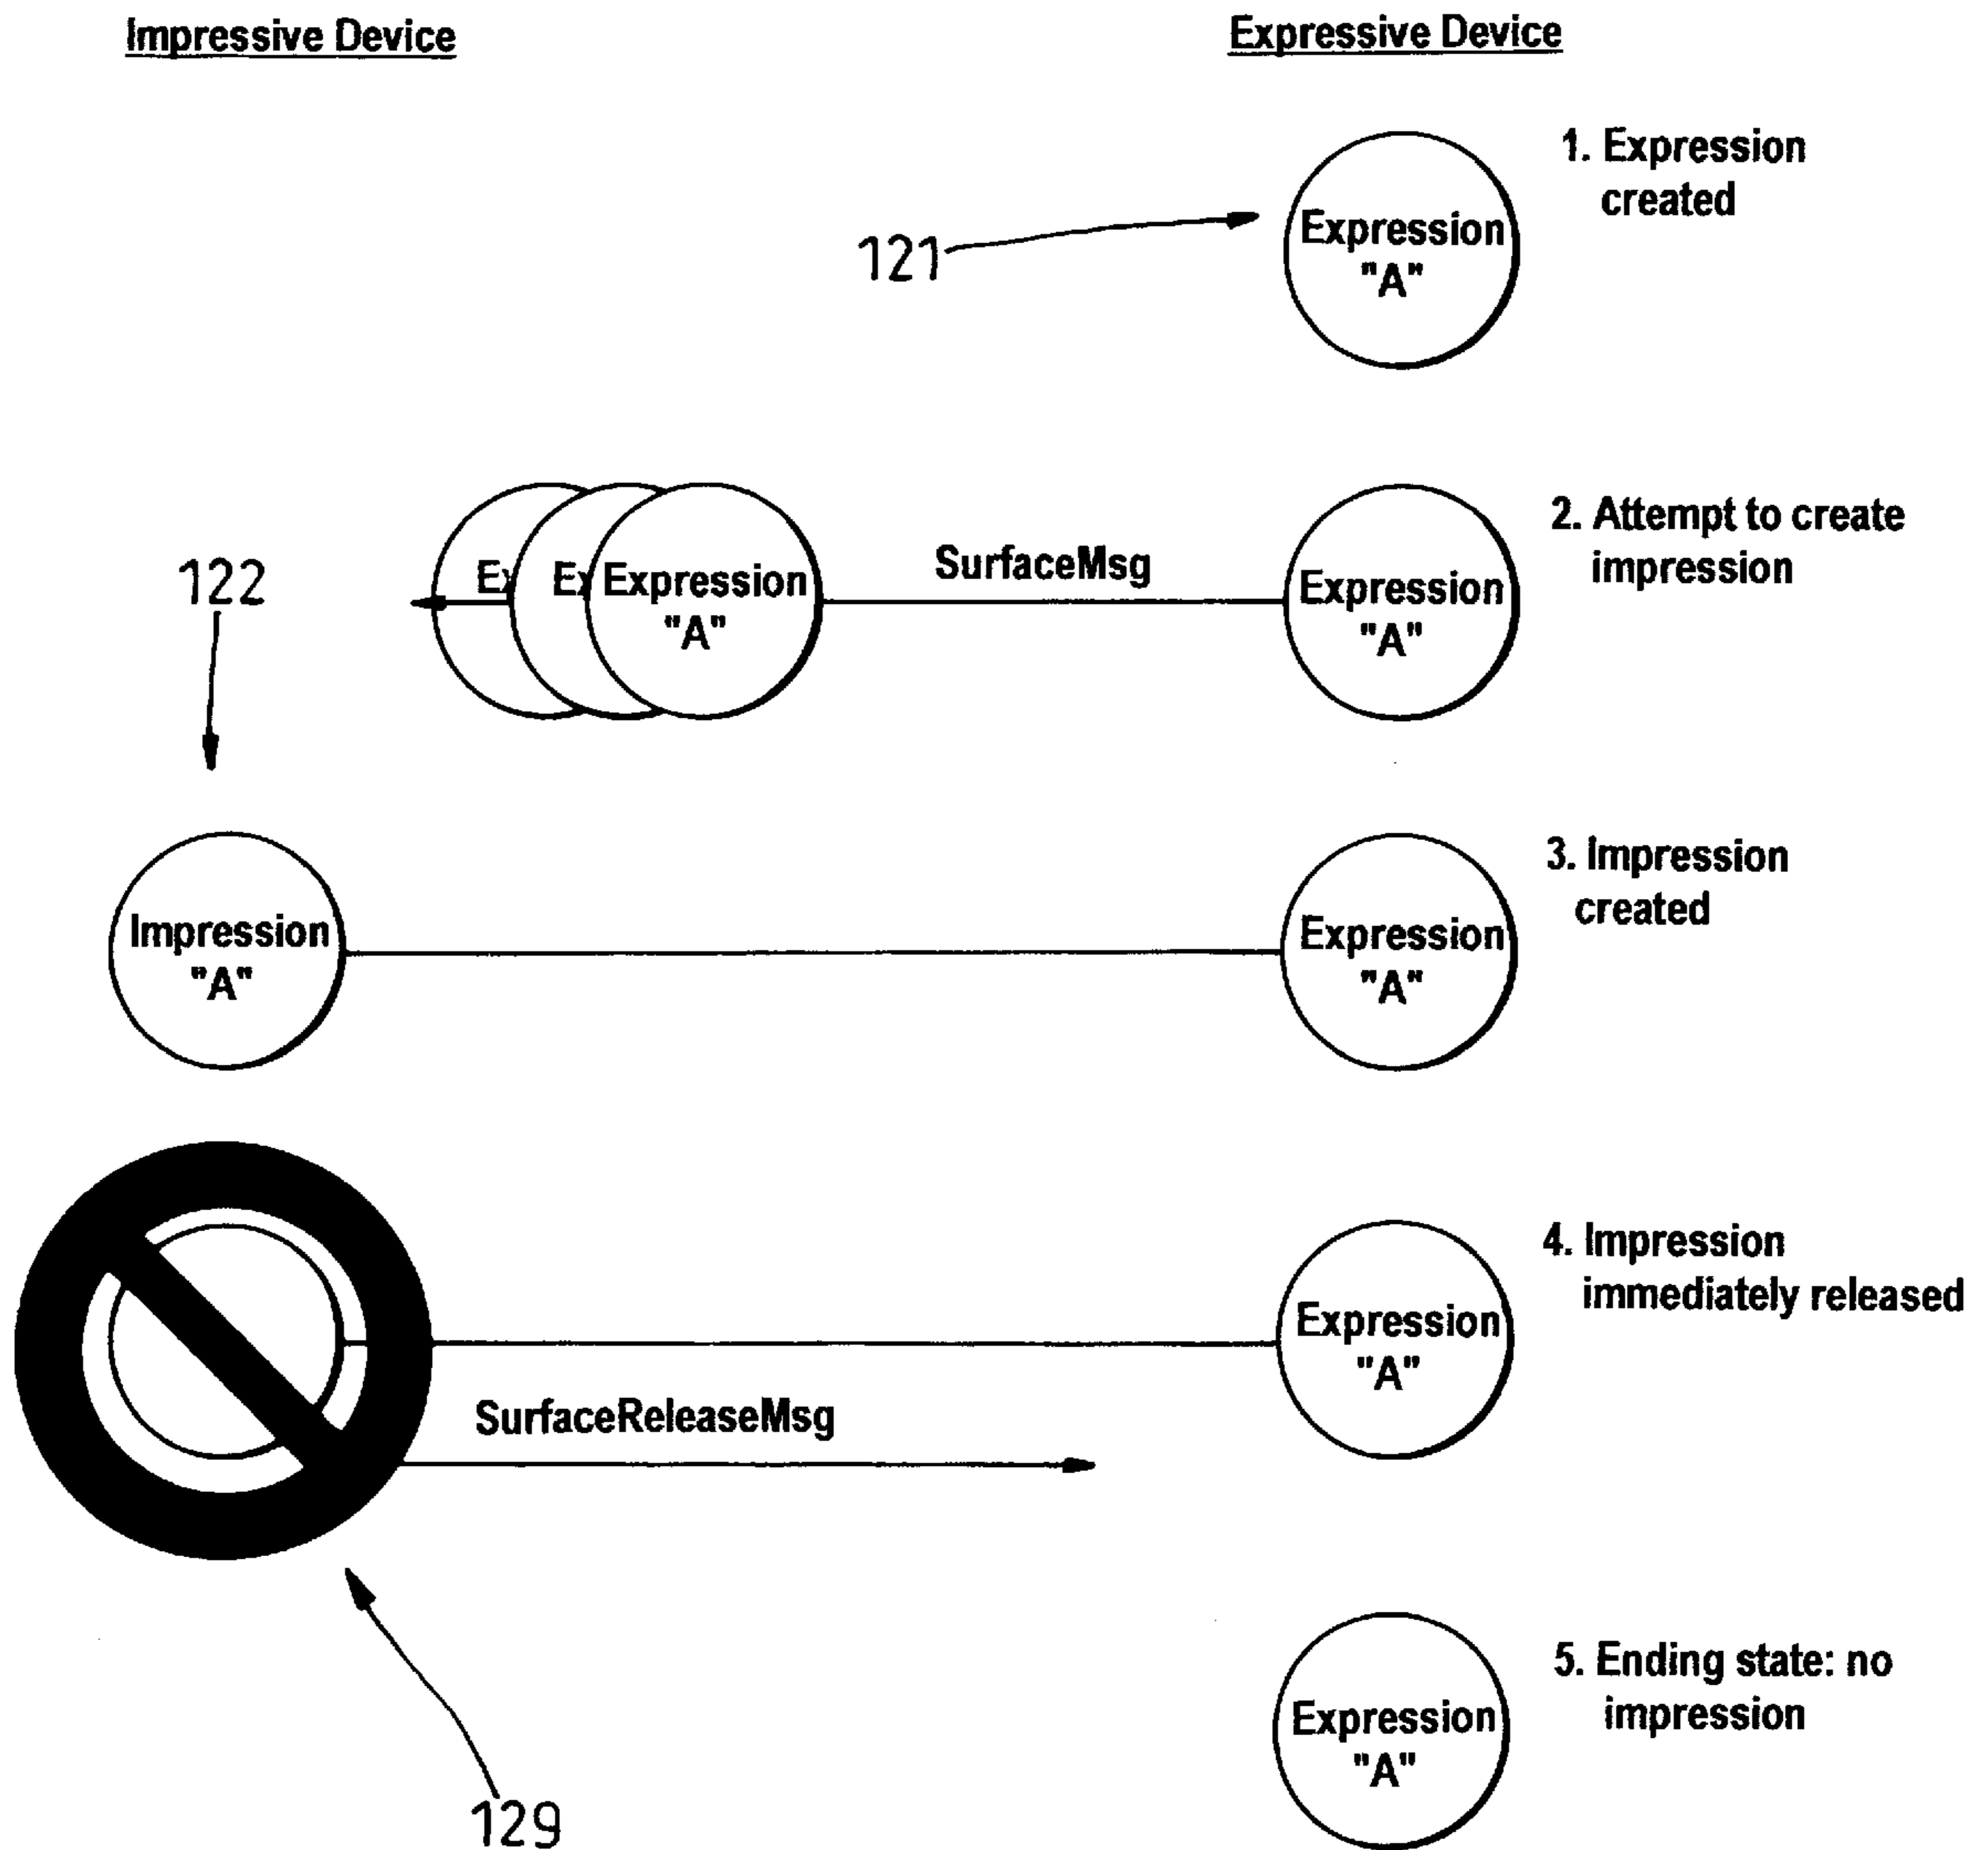 Impressive Device
Expressive Device
1. Expression
created
121
Expression
"A"
2. Attempt to create
impression
SurfaceMsg
122
Ex
Ex
Expression
"A"
Expression
"A"
3. Impression
created
Impression
"A"
Expression
"A"
4. Impression
immediately released
Expression
"A"
SurfaceReleaseMsg
5. Ending state: no
impression
Expression
"A"
129